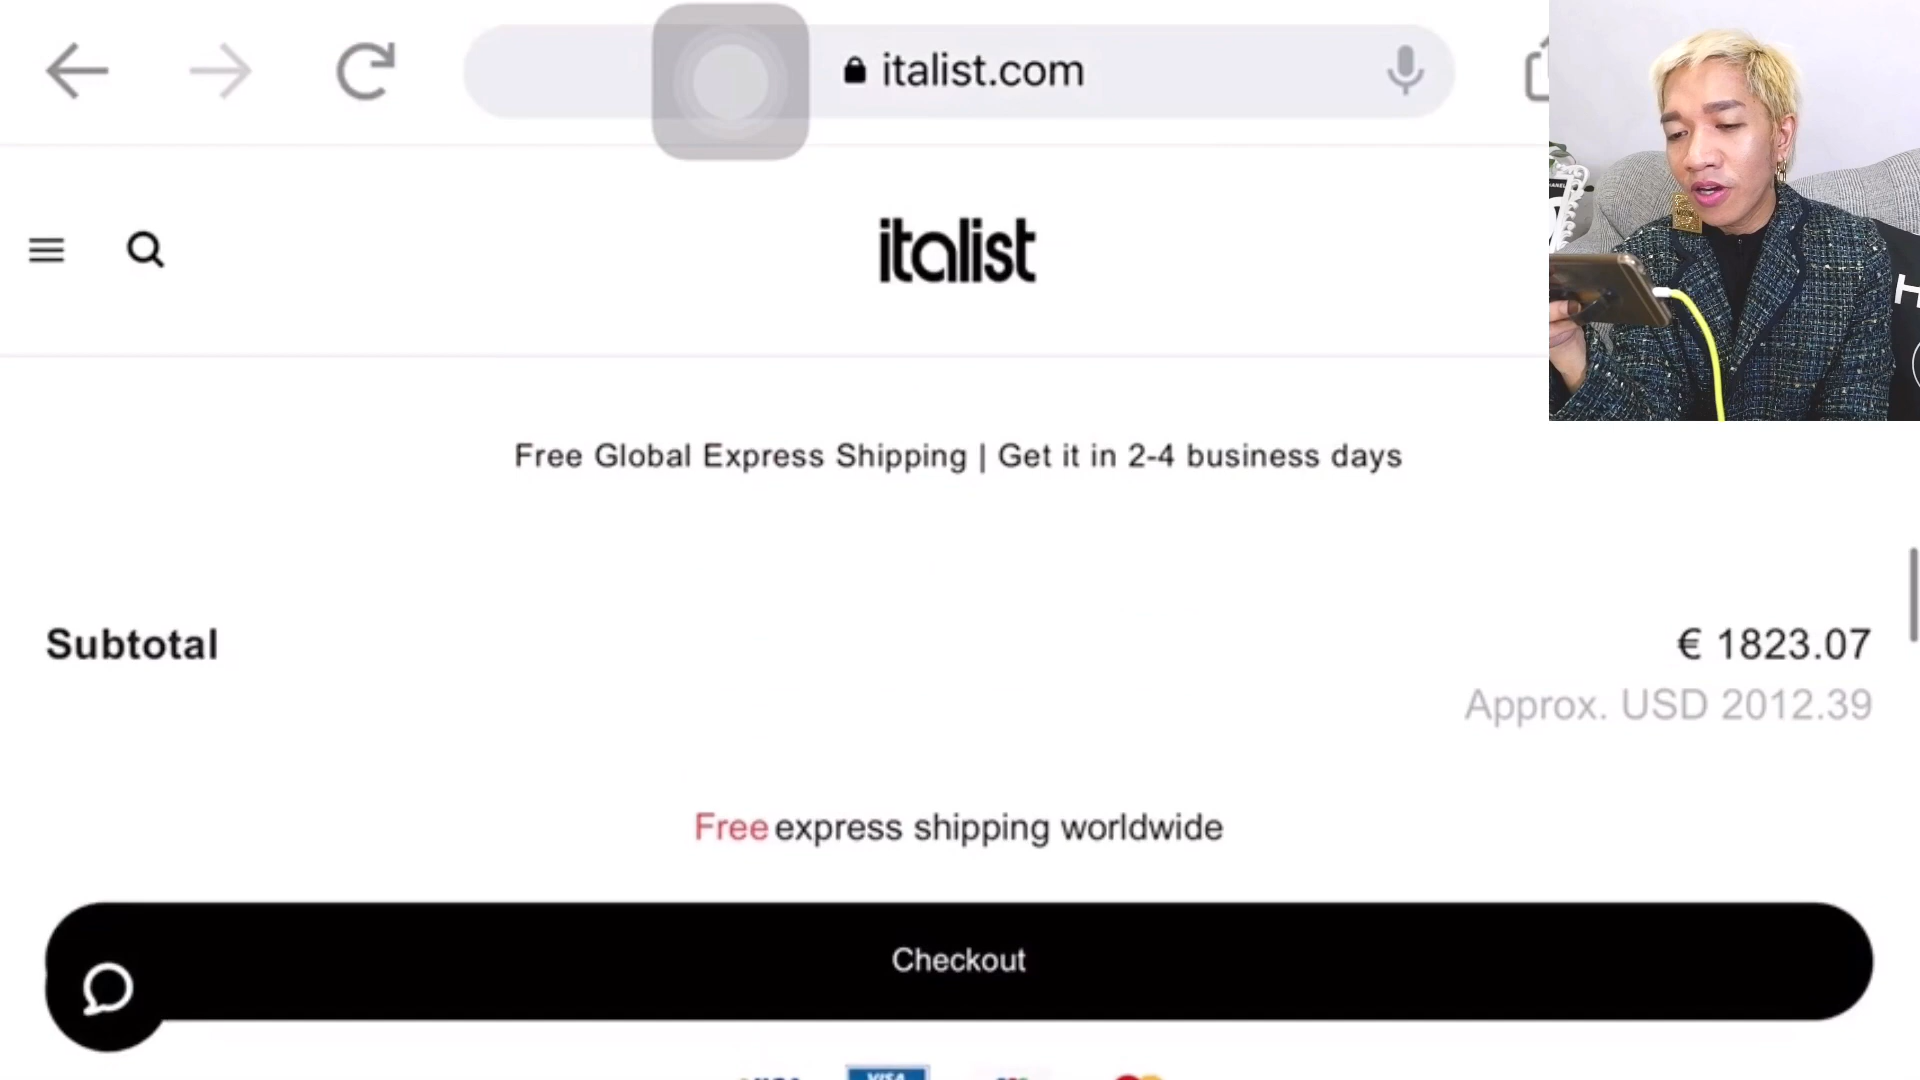 italist.com
italist
Free Global Express Shipping | Get it in 2-4 business days
Subtotal
€ 1823.07
Approx. USD 2012.39
Free express shipping worldwide
Checkout
VISA
H